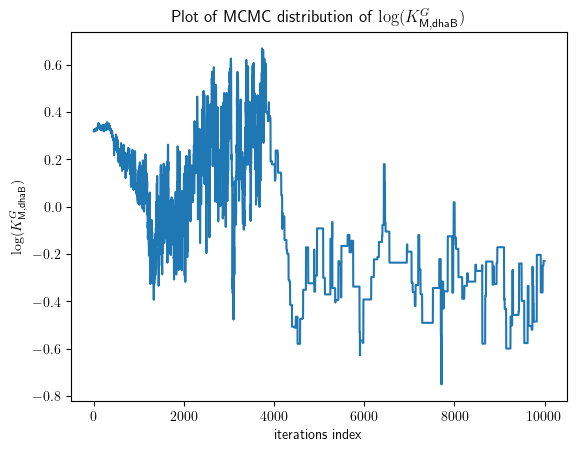 Plot of MCMC distribution of log(K^G_{M,dhaB})
log(K^G_{M,dhaB})
0.6
0.4
0.2
0.0
−0.2
−0.4
−0.6
−0.8
0 2000 4000 6000 8000 10000
iterations index